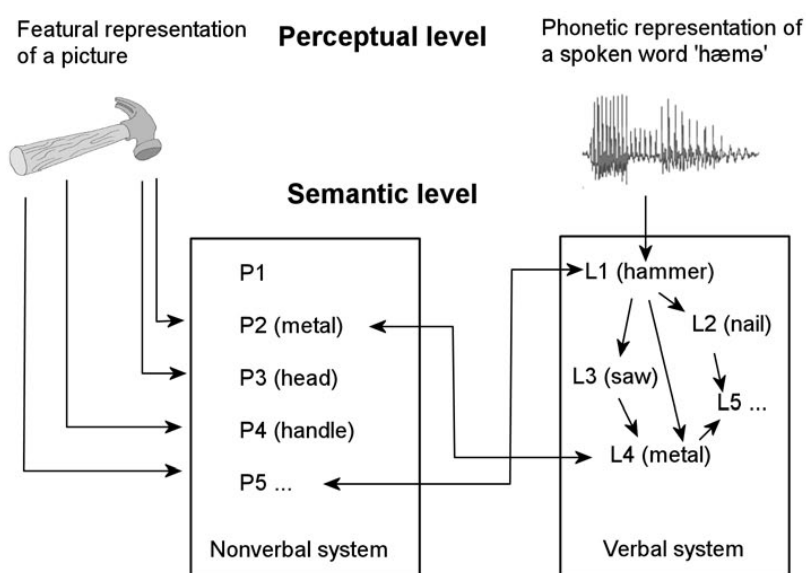 Featural representation
of a picture
Perceptual level
Phonetic representation of
a spoken word 'hæmə'
Semantic level
P1
P2 (metal)
P3 (head)
P4 (handle)
P5 ...
Nonverbal system
L1 (hammer)
L2 (nail)
L3 (saw)
L5 ...
L4 (metal)
Verbal system